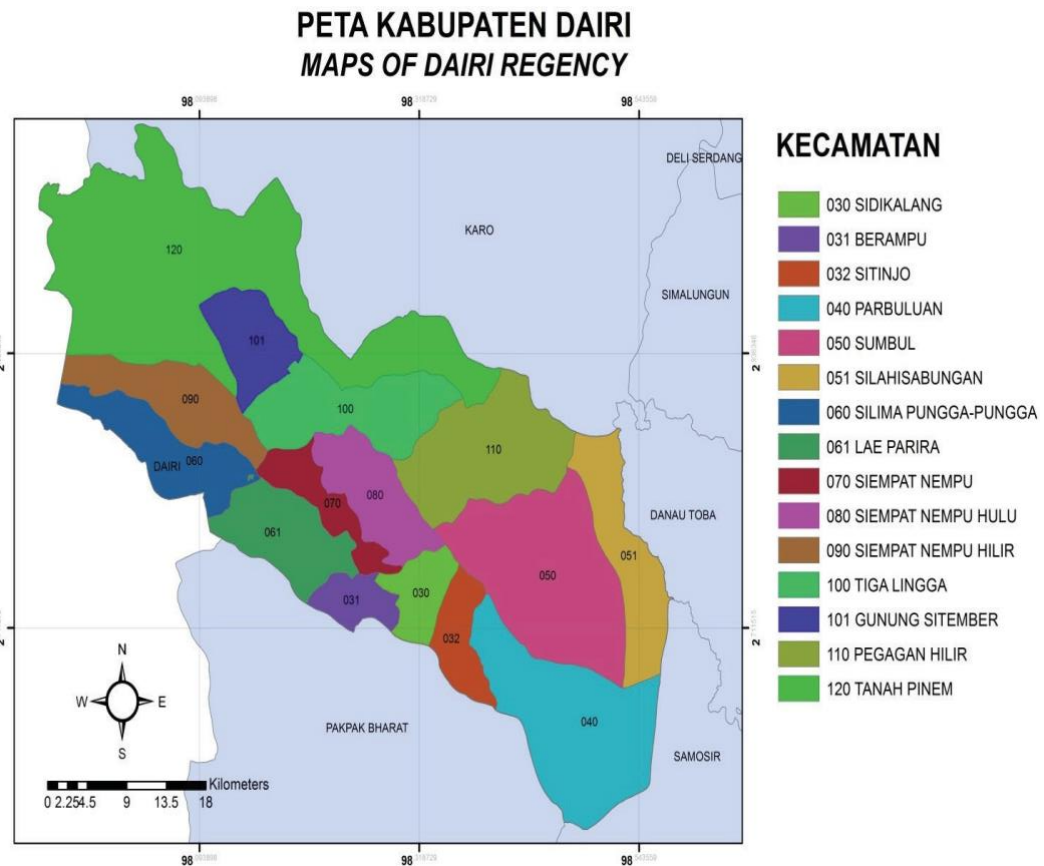 PETA KABUPATEN DAIRI
MAPS OF DAIRI REGENCY
98
98
98
DELI SERDANG
KARO
SIMALUNGUN
120
101
2
2
090
100
110
DAIRI
060
070
080
061
DANAU TOBA
050
051
031
030
032
2
2
N
W
E
S
PAKPAK BHARAT
040
SAMOSIR
Kilometers
0 2.254.5 9 13.5 18
98
98
98
KECAMATAN
030 SIDIKALANG
031 BERAMPU
032 SITINJO
040 PARBULUAN
050 SUMBUL
051 SILAHISABUNGAN
060 SILIMA PUNGGA-PUNGGA
061 LAE PARIRA
070 SIEMPAT NEMPU
080 SIEMPAT NEMPU HULU
090 SIEMPAT NEMPU HILIR
100 TIGA LINGGA
101 GUNUNG SITEMBER
110 PEGAGAN HILIR
120 TANAH PINEM